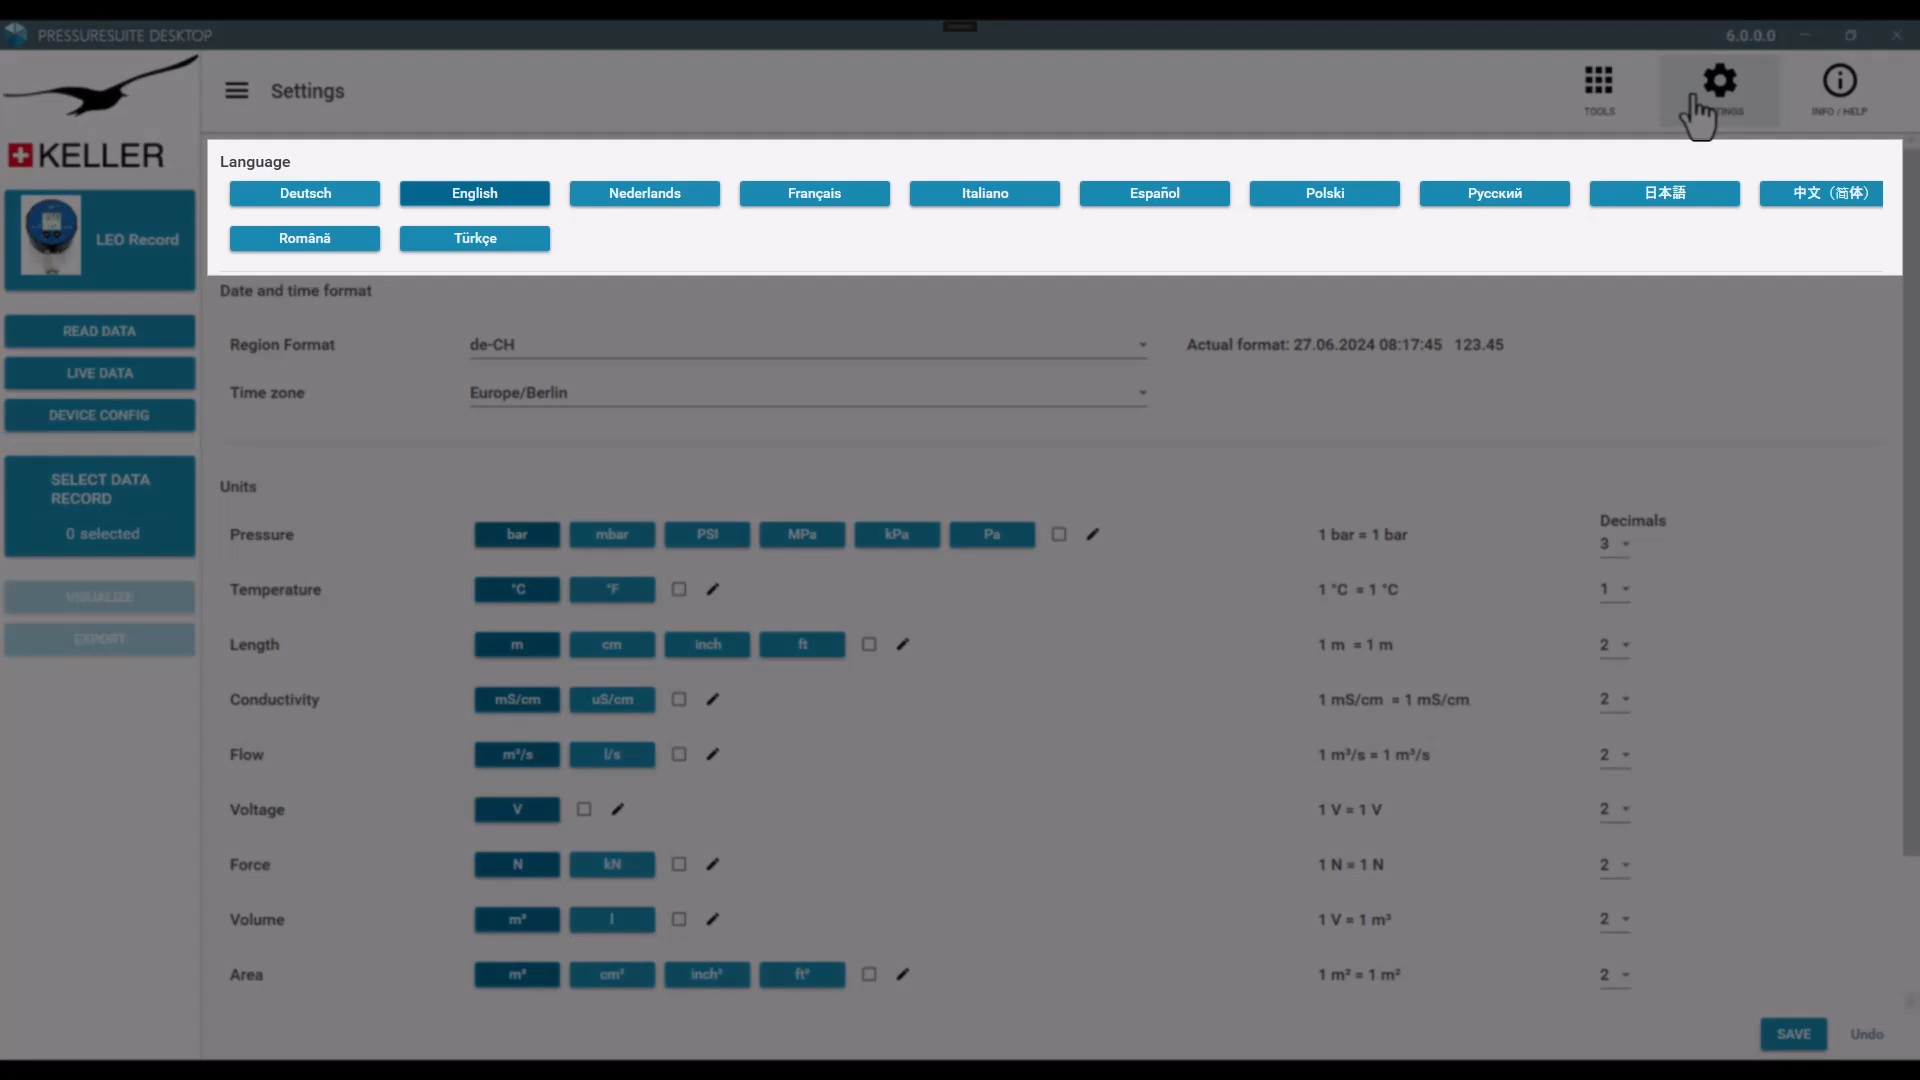 PRESSURESUITE DESKTOP
6.0.0.0
KELLER
Settings
TOOLS
INFO / HELP
Language
Deutsch English Nederlands Français Italiano Español Polski Русский 日本語 中文（简体）
Română Türkçe
LEO Record
Date and time format
READ DATA
Region Format de-CH Actual format: 27.06.2024 08:17:45 123.45
LIVE DATA
Time zone Europe/Berlin
DEVICE CONFIG
SELECT DATA
RECORD
0 selected
VISUALIZE
EXPORT
Units
Decimals
Pressure bar mbar PSI MPa kPa Pa 1 bar = 1 bar 3
Temperature °C °F 1 °C = 1 °C 1
Length m cm inch ft 1 m = 1 m 2
Conductivity mS/cm uS/cm 1 mS/cm = 1 mS/cm 2
Flow m³/s l/s 1 m³/s = 1 m³/s 2
Voltage V 1 V = 1 V 2
Force N kN 1 N = 1 N 2
Volume m³ l 1 V = 1 m³ 2
Area m² cm² inch² ft² 1 m² = 1 m² 2
SAVE Undo